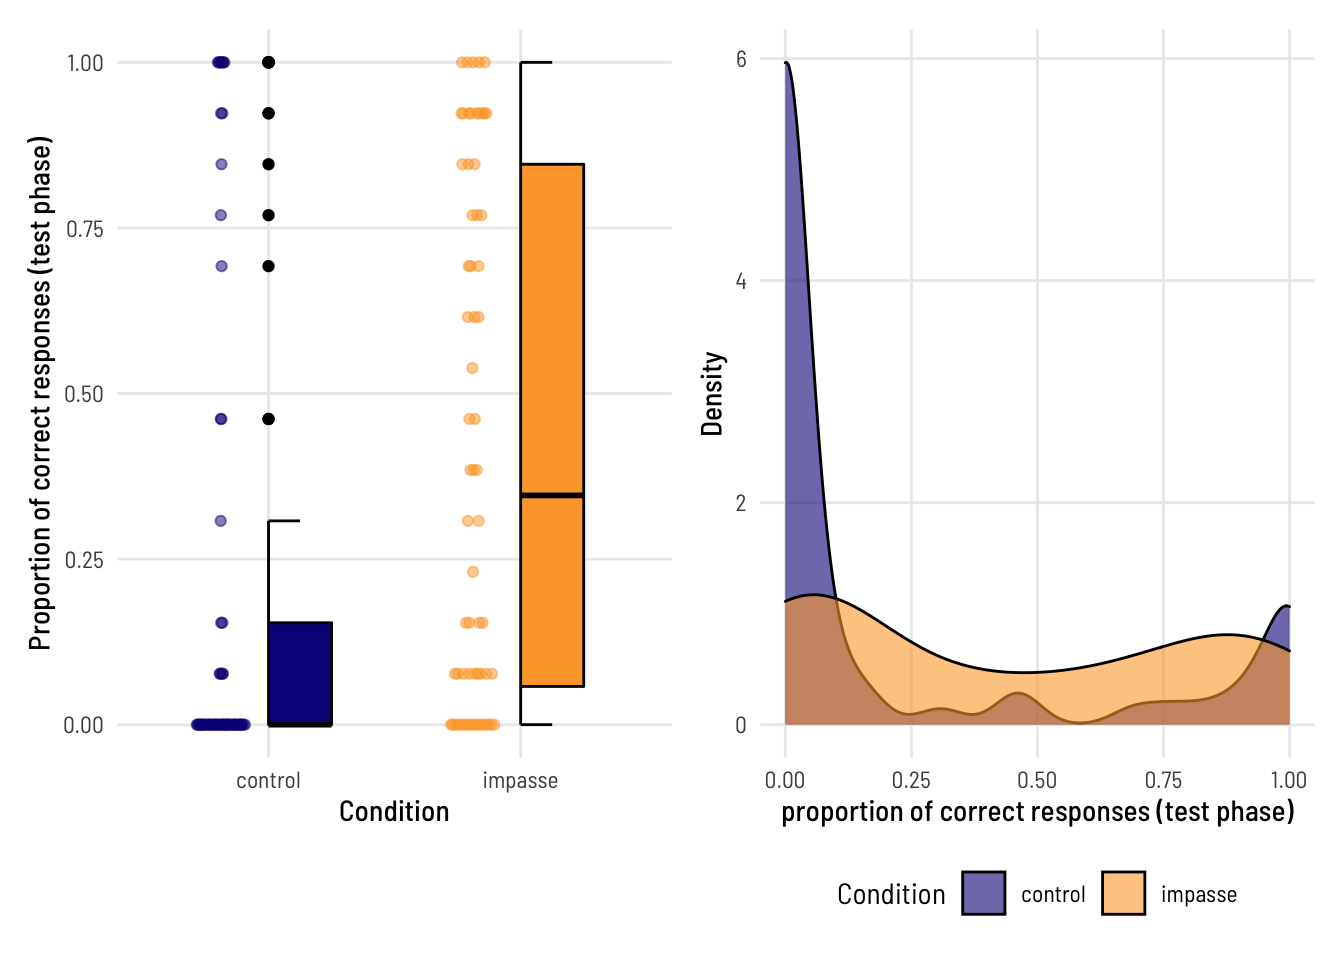 Proportion of correct responses (test phase)
1.00
0.75
0.50
0.25
0.00
control impasse
Condition
Density
6
4
2
0
0.00 0.25 0.50 0.75 1.00
proportion of correct responses (test phase)
Condition control impasse